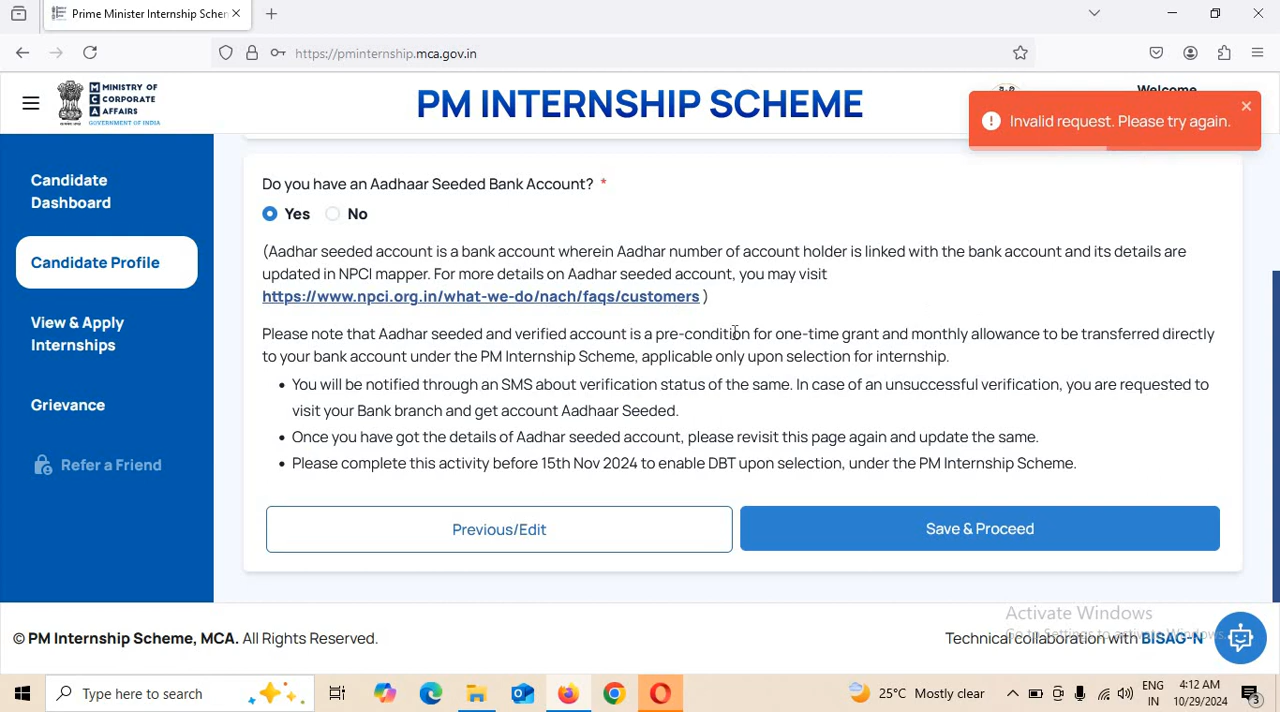 Prime Minister Internship Scher
https://pminternship.mca.gov.in
MINISTRY OF
CORPORATE
AFFAIRS
GOVERNMENT OF INDIA
MCA
PM INTERNSHIP SCHEME
Welcome
Invalid request. Please try again.
Candidate
Dashboard
Candidate Profile
View & Apply
Internships
Grievance
Refer a Friend
Do you have an Aadhaar Seeded Bank Account? *
Yes No
(Aadhar seeded account is a bank account wherein Aadhar number of account holder is linked with the bank account and its details are
updated in NPCI mapper. For more details on Aadhar seeded account, you may visit
https://www.npci.org.in/what-we-do/nach/faqs/customers )
Please note that Aadhar seeded and verified account is a pre-condition for one-time grant and monthly allowance to be transferred directly
to your bank account under the PM Internship Scheme, applicable only upon selection for internship.
• You will be notified through an SMS about verification status of the same. In case of an unsuccessful verification, you are requested to
visit your Bank branch and get account Aadhaar Seeded.
• Once you have got the details of Aadhar seeded account, please revisit this page again and update the same.
• Please complete this activity before 15th Nov 2024 to enable DBT upon selection, under the PM Internship Scheme.
Previous/Edit
Save & Proceed
Activate Windows
Go to Settings to activate Windows.
© PM Internship Scheme, MCA. All Rights Reserved.
Technical collaboration with BISAG-N
Type here to search
25°C Mostly clear
ENG
IN
4:12 AM
10/29/2024
3